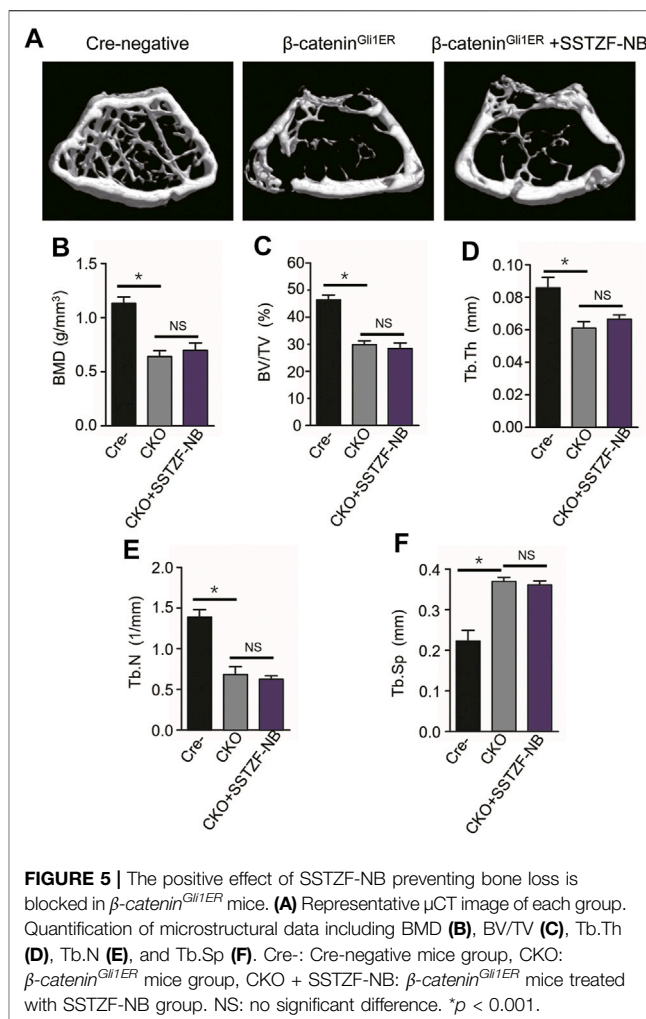 A
Cre-negative
β-catenin^Gli1ER
β-catenin^Gli1ER +SSTZF-NB
B
BMD (g/mm³)
1.5
1.0
0.5
0.0
*
NS
Cre-
CKO
CKO+SSTZF-NB
C
BV/TV (%)
60
50
40
30
20
10
0
*
NS
Cre-
CKO
CKO+SSTZF-NB
D
Tb.Th (mm)
0.10
0.08
0.06
0.04
0.02
0.00
*
NS
Cre-
CKO
CKO+SSTZF-NB
E
Tb.N (1/mm)
2.0
1.5
1.0
0.5
0.0
*
NS
Cre-
CKO
CKO+SSTZF-NB
F
Tb.Sp (mm)
0.4
0.3
0.2
0.1
0.0
*
NS
Cre-
CKO
CKO+SSTZF-NB
FIGURE 5 | The positive effect of SSTZF-NB preventing bone loss is
blocked in β-catenin^Gli1ER mice. (A) Representative μCT image of each group.
Quantification of microstructural data including BMD (B), BV/TV (C), Tb.Th
(D), Tb.N (E), and Tb.Sp (F). Cre-: Cre-negative mice group, CKO:
β-catenin^Gli1ER mice group, CKO + SSTZF-NB: β-catenin^Gli1ER mice treated
with SSTZF-NB group. NS: no significant difference. *p < 0.001.